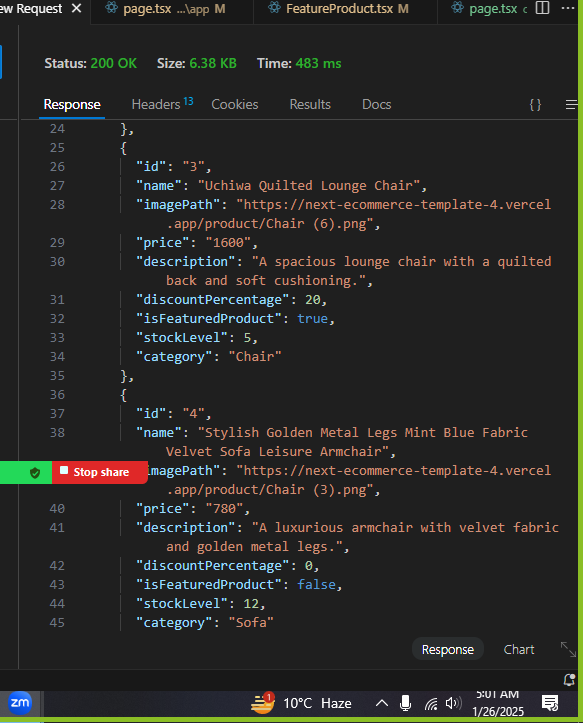 ew Request
page.tsx ...\app M
FeatureProduct.tsx M
page.tsx c
Status: 200 OK Size: 6.38 KB Time: 483 ms
Response Headers 13 Cookies Results Docs { }
24 },
25 {
26 "id": "3",
27 "name": "Uchiwa Quilted Lounge Chair",
28 "imagePath": "https://next-ecommerce-template-4.vercel
.app/product/Chair (6).png",
29 "price": "1600",
30 "description": "A spacious lounge chair with a quilted
back and soft cushioning.",
31 "discountPercentage": 20,
32 "isFeaturedProduct": true,
33 "stockLevel": 5,
34 "category": "Chair"
35 },
36 {
37 "id": "4",
38 "name": "Stylish Golden Metal Legs Mint Blue Fabric
Velvet Sofa Leisure Armchair",
Stop share
imagePath": "https://next-ecommerce-template-4.vercel
.app/product/Chair (3).png",
40 "price": "780",
41 "description": "A luxurious armchair with velvet fabric
and golden metal legs.",
42 "discountPercentage": 0,
43 "isFeaturedProduct": false,
44 "stockLevel": 12,
45 "category": "Sofa"
Response Chart
zm
1
10°C Haze
5:01 AM
1/26/2025